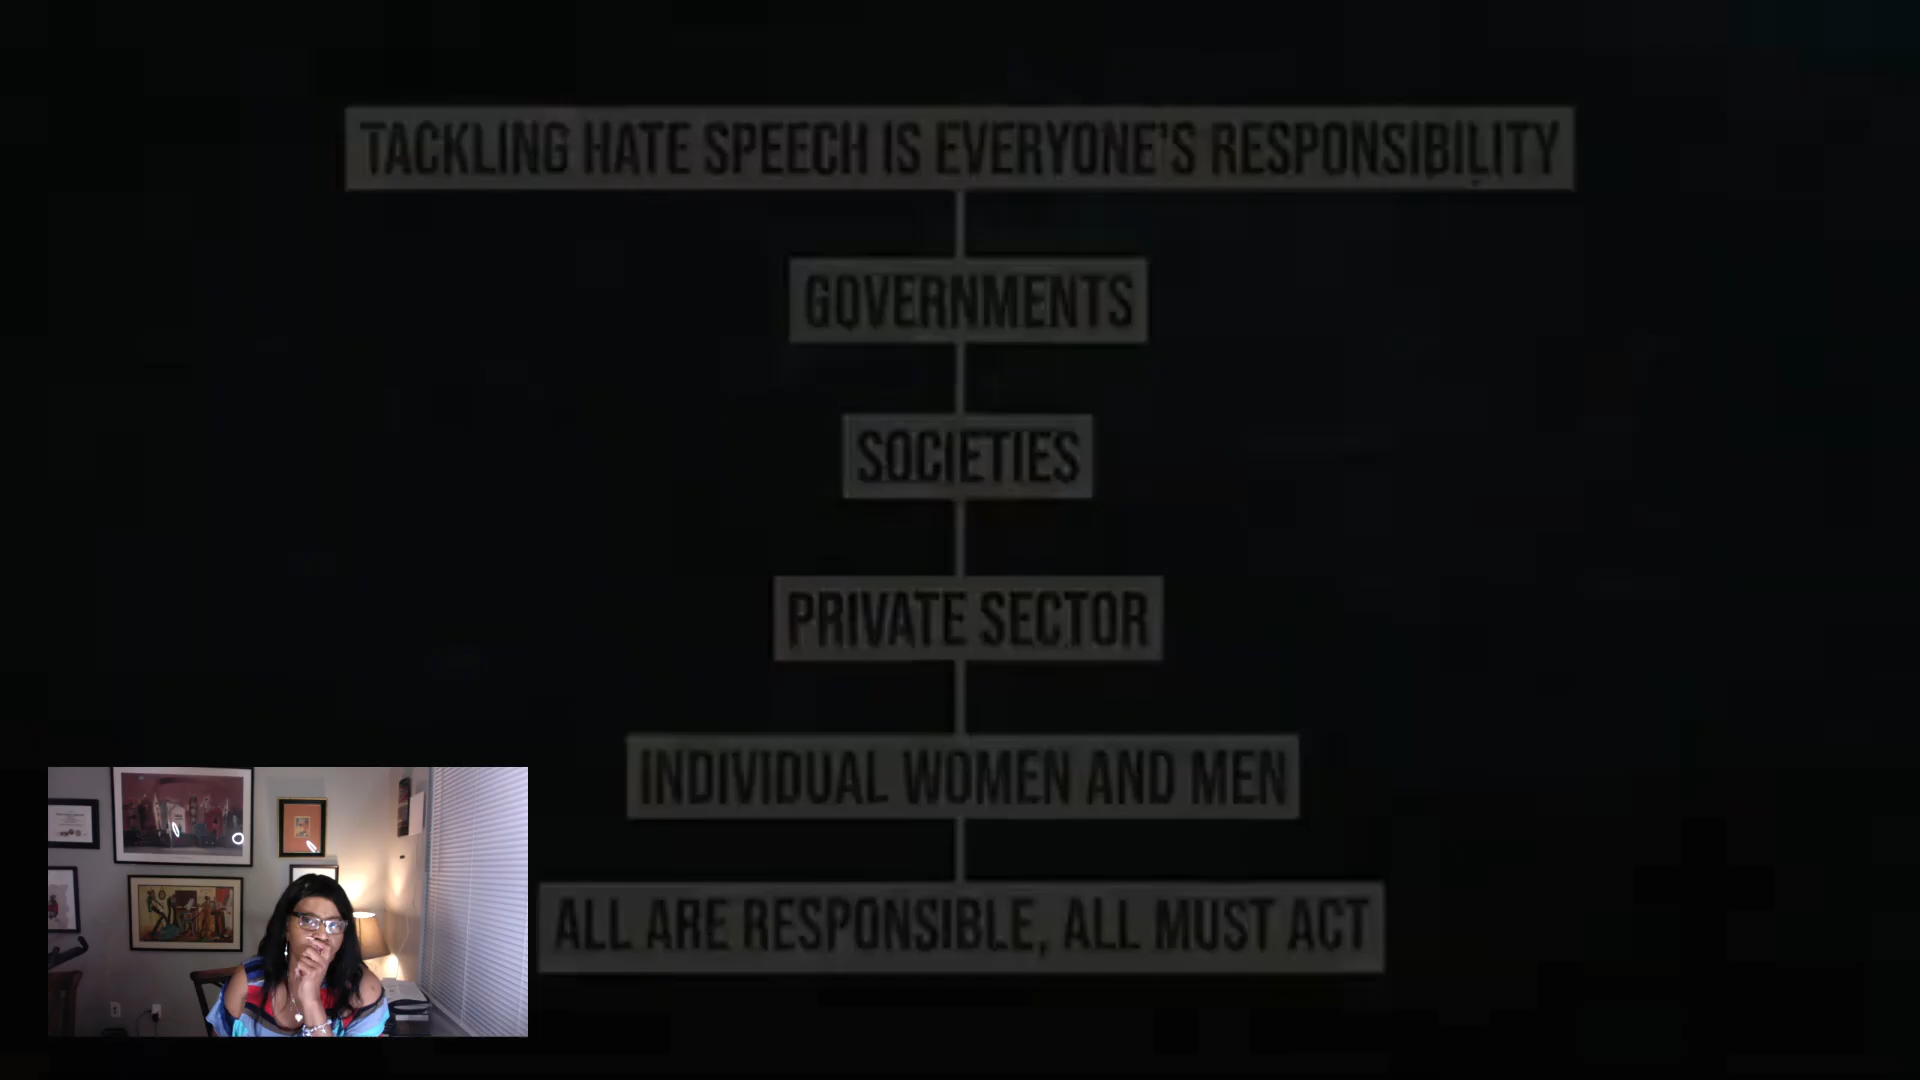 TACKLING HATE SPEECH IS EVERYONE'S RESPONSIBILITY
GOVERNMENTS
SOCIETIES
PRIVATE SECTOR
INDIVIDUAL WOMEN AND MEN
ALL ARE RESPONSIBLE, ALL MUST ACT